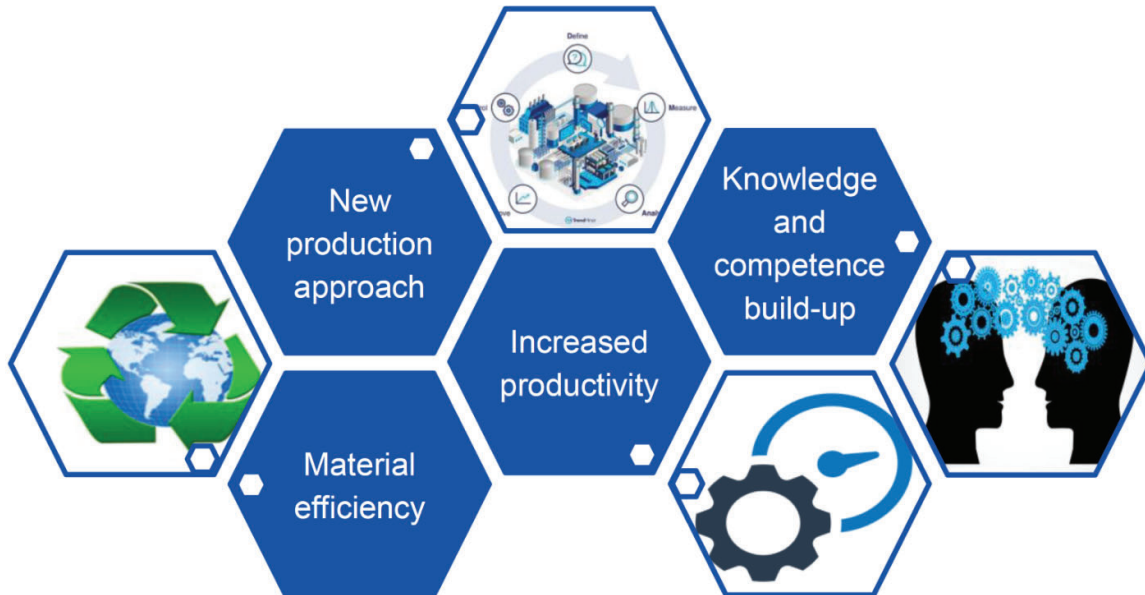 Define
Measure
New
production
approach
Knowledge
and
competence
build-up
Increased
productivity
Material
efficiency